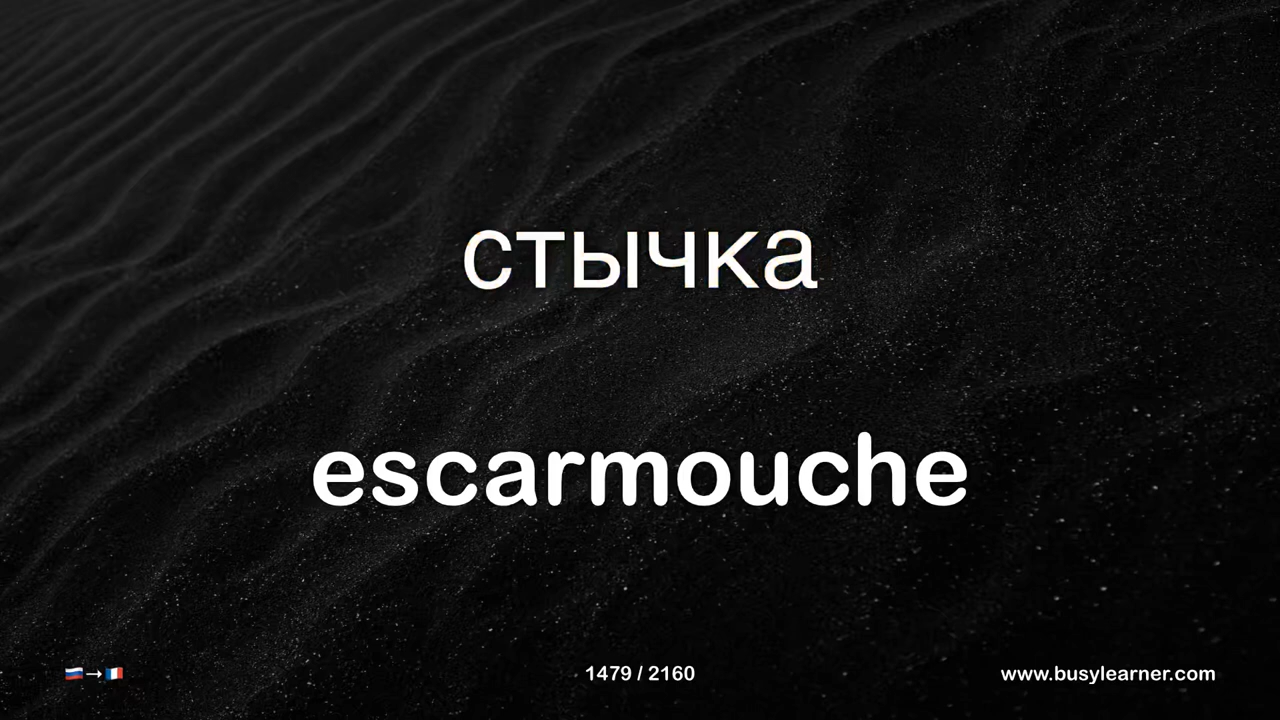 стычка
escarmouche
🇷🇺→🇫🇷
1479 / 2160
www.busylearner.com